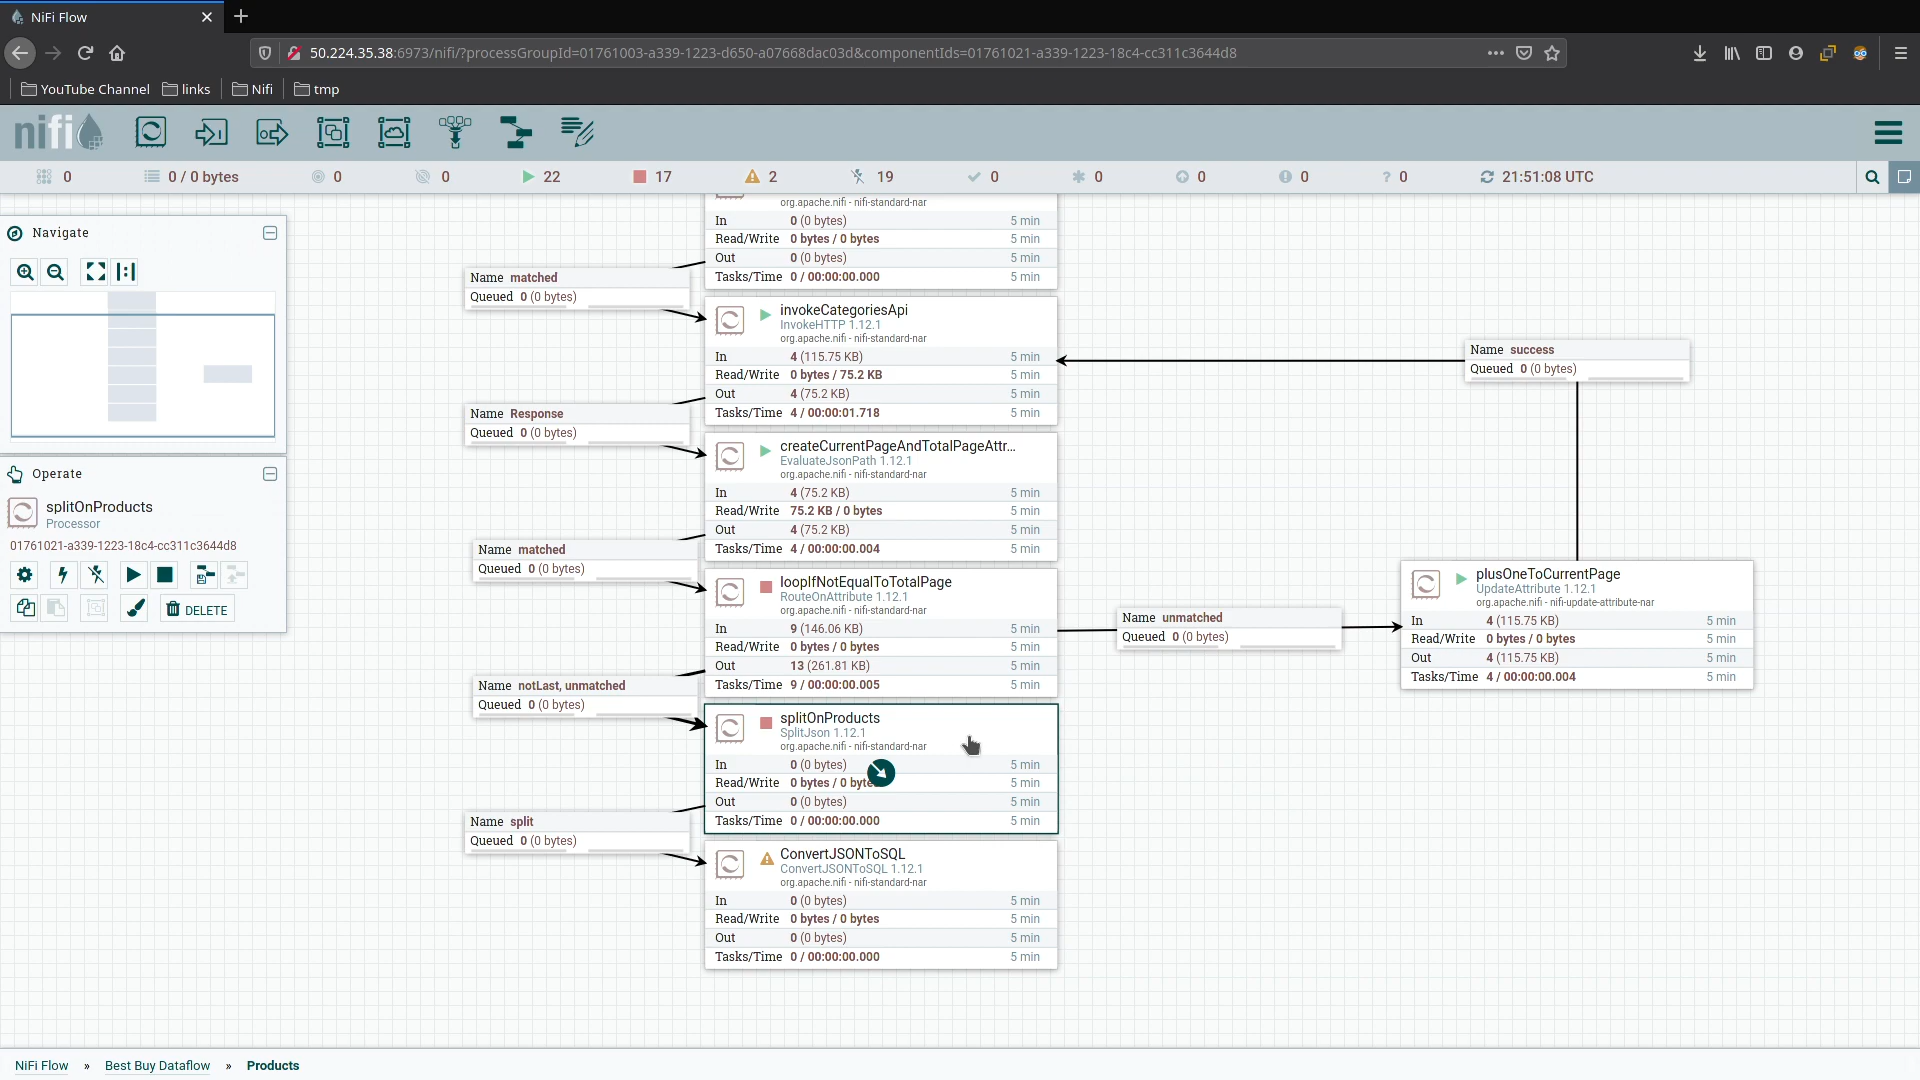 NiFi Flow
50.224.35.38:6973/nifi/?processGroupId=01761003-a339-1223-d650-a07668dac03d&componentIds=01761021-a339-1223-18c4-cc311c3644d8
YouTube Channel links Nifi tmp
nifi
0 0 / 0 bytes 0 0 22 17 2 19 0 0 0 0 ? 0 21:51:08 UTC
Navigate
Operate
splitOnProducts
Processor
01761021-a339-1223-18c4-cc311c3644d8
DELETE
org.apache.nifi - nifi-standard-nar
In 0 (0 bytes) 5 min
Read/Write 0 bytes / 0 bytes 5 min
Out 0 (0 bytes) 5 min
Tasks/Time 0 / 00:00:00.000 5 min
Name matched
Queued 0 (0 bytes)
invokeCategoriesApi
InvokeHTTP 1.12.1
org.apache.nifi - nifi-standard-nar
In 4 (115.75 KB) 5 min
Read/Write 0 bytes / 75.2 KB 5 min
Out 4 (75.2 KB) 5 min
Tasks/Time 4 / 00:00:01.718 5 min
Name success
Queued 0 (0 bytes)
Name Response
Queued 0 (0 bytes)
createCurrentPageAndTotalPageAttr...
EvaluateJsonPath 1.12.1
org.apache.nifi - nifi-standard-nar
In 4 (75.2 KB) 5 min
Read/Write 75.2 KB / 0 bytes 5 min
Out 4 (75.2 KB) 5 min
Tasks/Time 4 / 00:00:00.004 5 min
Name matched
Queued 0 (0 bytes)
loopIfNotEqualToTotalPage
RouteOnAttribute 1.12.1
org.apache.nifi - nifi-standard-nar
In 9 (146.06 KB) 5 min
Read/Write 0 bytes / 0 bytes 5 min
Out 13 (261.81 KB) 5 min
Tasks/Time 9 / 00:00:00.005 5 min
Name unmatched
Queued 0 (0 bytes)
plusOneToCurrentPage
UpdateAttribute 1.12.1
org.apache.nifi - nifi-update-attribute-nar
In 4 (115.75 KB) 5 min
Read/Write 0 bytes / 0 bytes 5 min
Out 4 (115.75 KB) 5 min
Tasks/Time 4 / 00:00:00.004 5 min
Name notLast, unmatched
Queued 0 (0 bytes)
splitOnProducts
SplitJson 1.12.1
org.apache.nifi - nifi-standard-nar
In 0 (0 bytes) 5 min
Read/Write 0 bytes / 0 byte 5 min
Out 0 (0 bytes) 5 min
Tasks/Time 0 / 00:00:00.000 5 min
Name split
Queued 0 (0 bytes)
ConvertJSONToSQL
ConvertJSONToSQL 1.12.1
org.apache.nifi - nifi-standard-nar
In 0 (0 bytes) 5 min
Read/Write 0 bytes / 0 bytes 5 min
Out 0 (0 bytes) 5 min
Tasks/Time 0 / 00:00:00.000 5 min
NiFi Flow » Best Buy Dataflow » Products